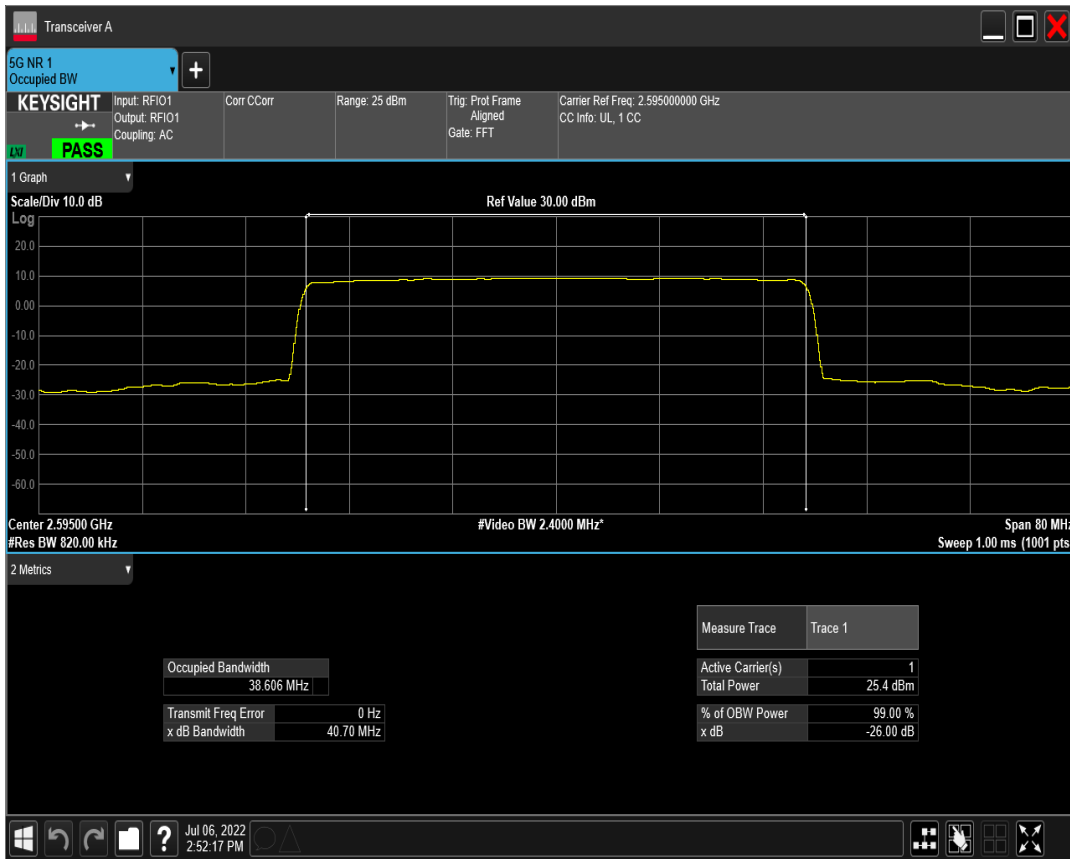 Transceiver A
5G NR 1
Occupied BW
+
KEYSIGHT
LXI
PASS
Input: RFIO1
Output: RFIO1
Coupling: AC
Corr CCorr
Range: 25 dBm
Trig: Prot Frame
Aligned
Gate: FFT
Carrier Ref Freq: 2.595000000 GHz
CC Info: UL, 1 CC
1 Graph
Scale/Div 10.0 dB
Ref Value 30.00 dBm
Log
20.0
10.0
0.00
-10.0
-20.0
-30.0
-40.0
-50.0
-60.0
Center 2.59500 GHz
#Video BW 2.4000 MHz*
Span 80 MHz
#Res BW 820.00 kHz
Sweep 1.00 ms (1001 pts
2 Metrics
Measure Trace Trace 1
Occupied Bandwidth
38.606 MHz
Active Carrier(s) 1
Total Power 25.4 dBm
Transmit Freq Error 0 Hz
x dB Bandwidth 40.70 MHz
% of OBW Power 99.00 %
x dB -26.00 dB
?
Jul 06, 2022
2:52:17 PM